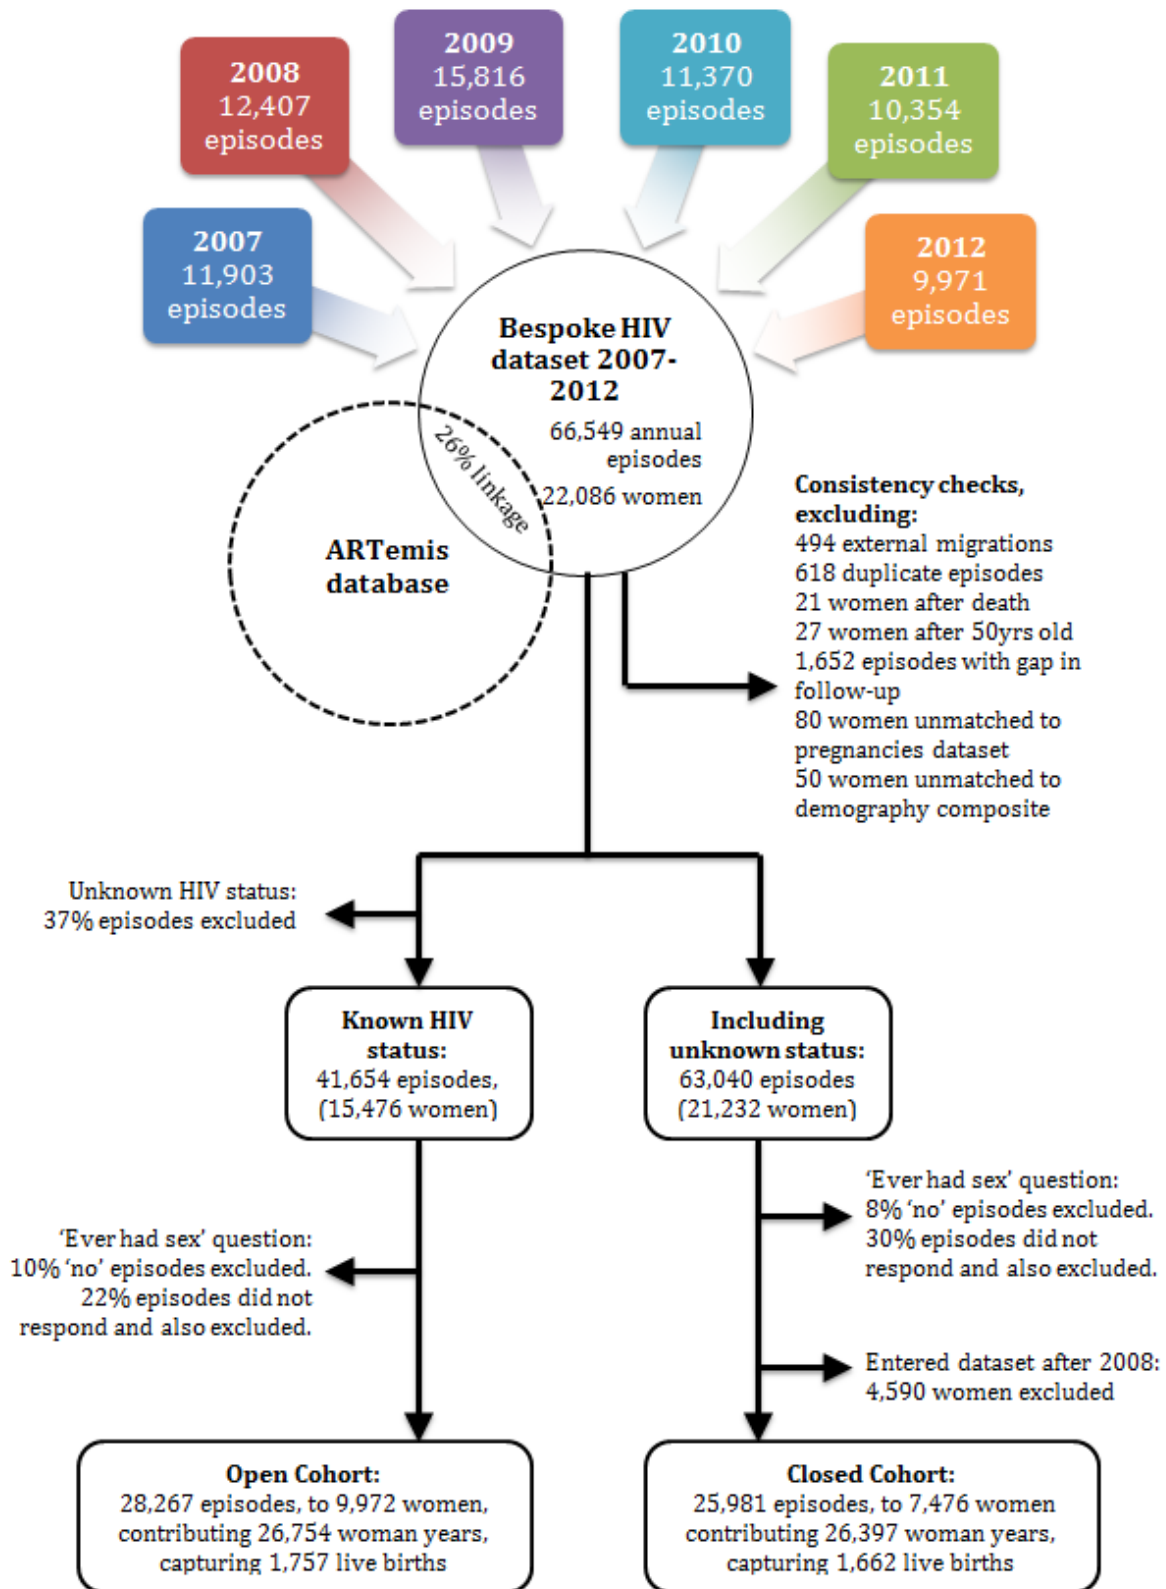 2007
11,903
episodes
2008
12,407
episodes
2009
15,816
episodes
2010
11,370
episodes
2011
10,354
episodes
2012
9,971
episodes
Bespoke HIV
dataset 2007-
2012
66,549 annual
episodes
22,086 women
26% linkage
ARTemis
database
Consistency checks,
excluding:
494 external migrations
618 duplicate episodes
21 women after death
27 women after 50yrs old
1,652 episodes with gap in
follow-up
80 women unmatched to
pregnancies dataset
50 women unmatched to
demography composite
Unknown HIV status:
37% episodes excluded
Known HIV
status:
41,654 episodes,
(15,476 women)
Including
unknown status:
63,040 episodes
(21,232 women)
‘Ever had sex’ question:
10% ‘no’ episodes excluded.
22% episodes did not
respond and also excluded.
‘Ever had sex’ question:
8% ‘no’ episodes excluded.
30% episodes did not
respond and also excluded.
Entered dataset after 2008:
4,590 women excluded
Open Cohort:
28,267 episodes, to 9,972 women,
contributing 26,754 woman years,
capturing 1,757 live births
Closed Cohort:
25,981 episodes, to 7,476 women
contributing 26,397 woman years,
capturing 1,662 live births